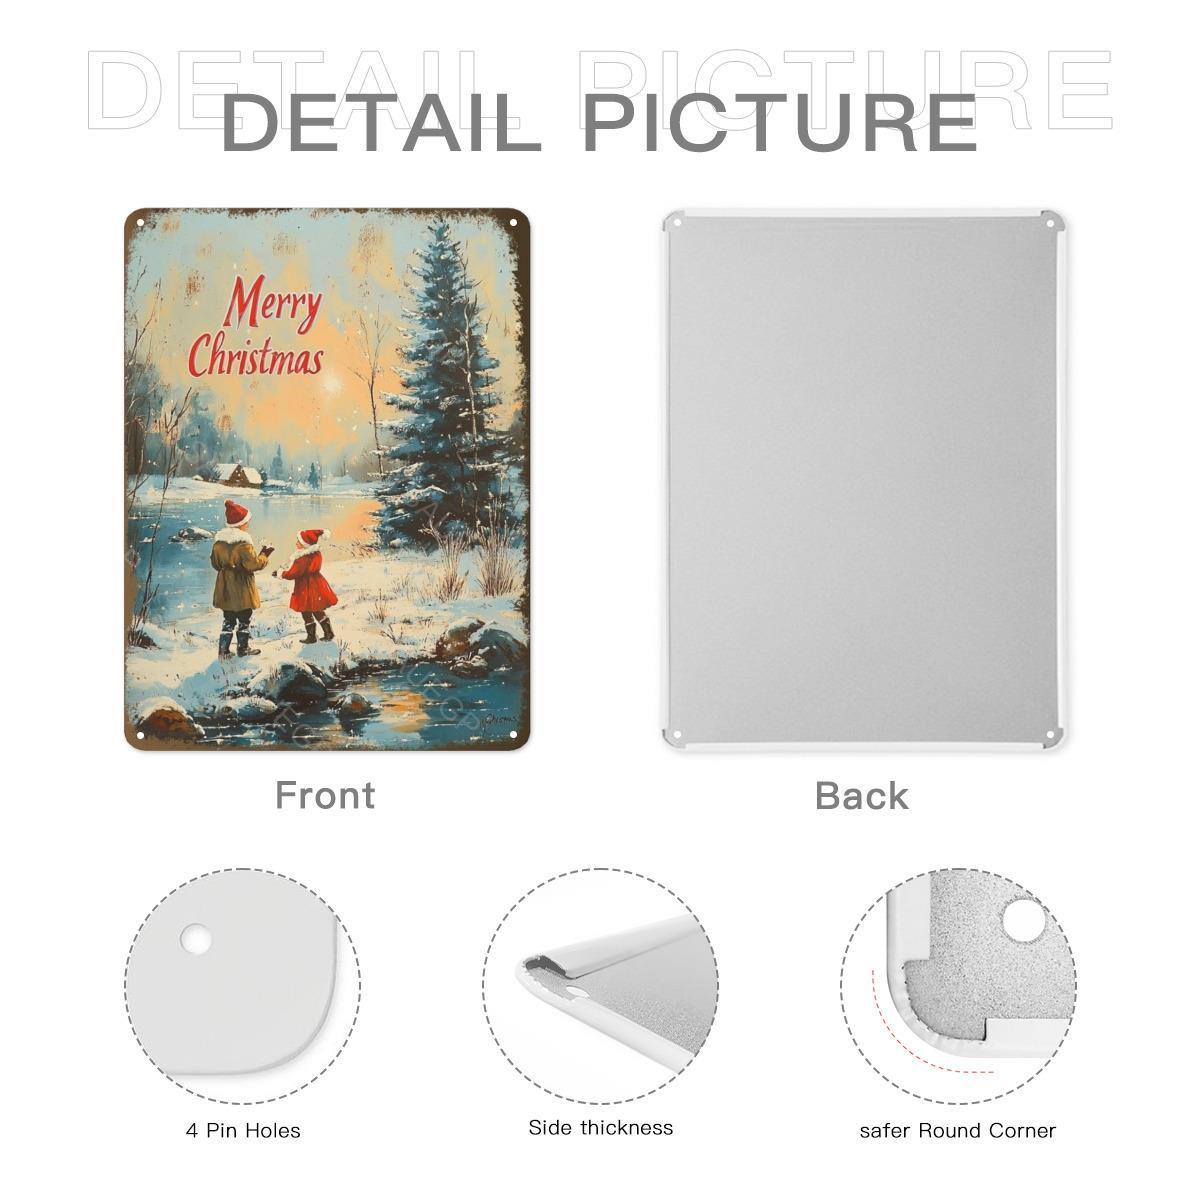 DETAIL PICTURE
DETAIL PICTURE
Merry
Christmas
Front
Back
4 Pin Holes
Side thickness
safer Round Corner